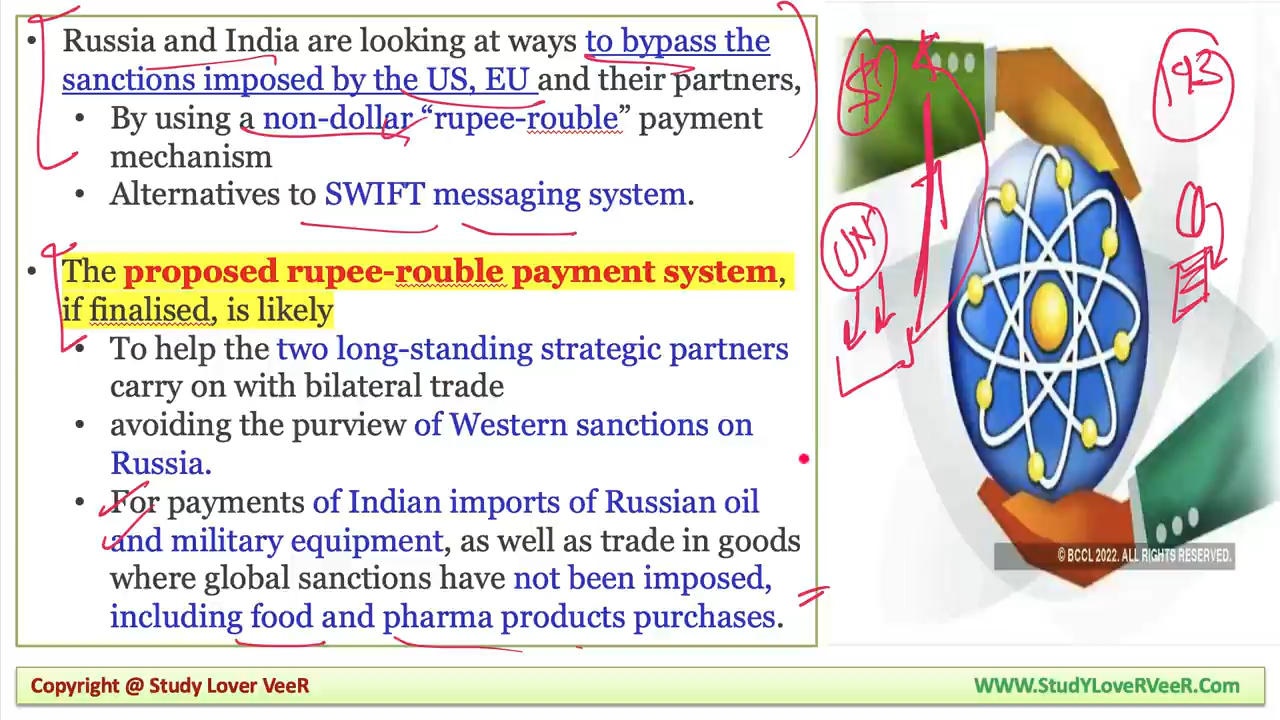 • Russia and India are looking at ways to bypass the
sanctions imposed by the US, EU and their partners,
• By using a non-dollar “rupee-rouble” payment
mechanism
• Alternatives to SWIFT messaging system.
• The proposed rupee-rouble payment system,
if finalised, is likely
• To help the two long-standing strategic partners
carry on with bilateral trade
• avoiding the purview of Western sanctions on
Russia.
• For payments of Indian imports of Russian oil
and military equipment, as well as trade in goods
where global sanctions have not been imposed,
including food and pharma products purchases.
$
193
UN
© BCCL 2022. ALL RIGHTS RESERVED.
Copyright @ Study Lover VeeR
WWW.StudYLoveRVeeR.Com